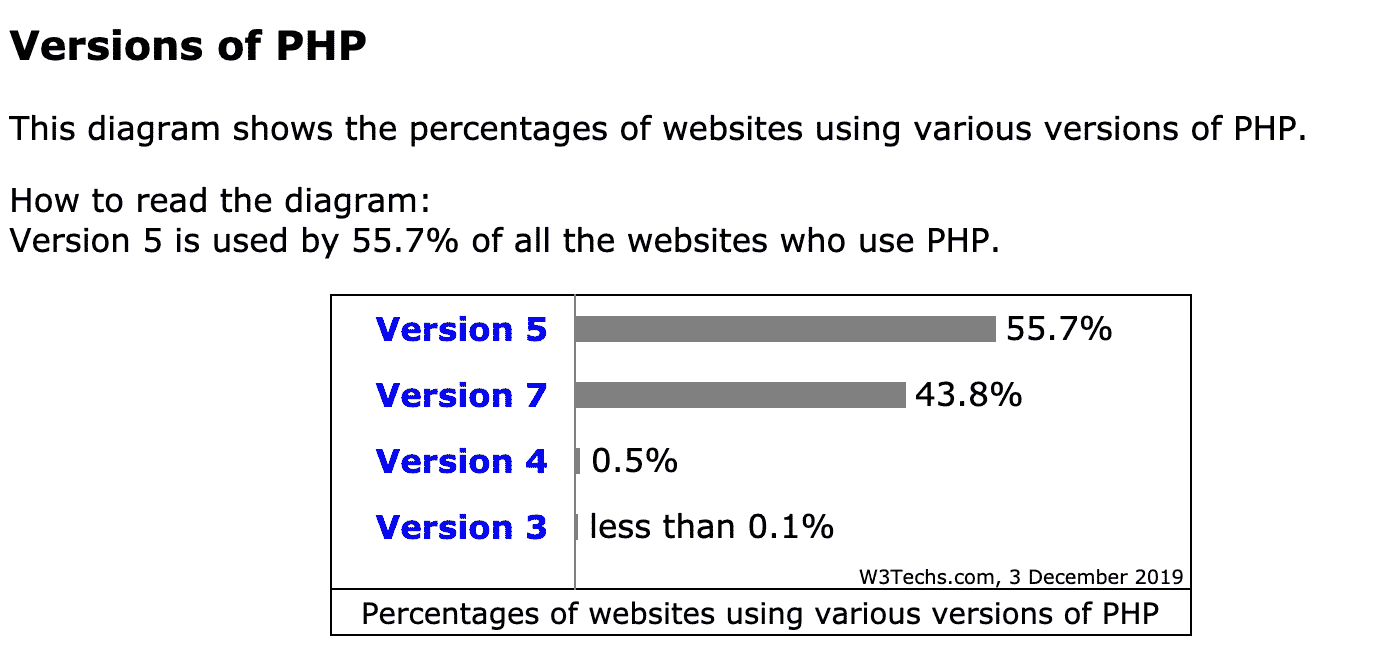 Versions of PHP
This diagram shows the percentages of websites using various versions of PHP.
How to read the diagram:
Version 5 is used by 55.7% of all the websites who use PHP.
Version 5 55.7%
Version 7 43.8%
Version 4 0.5%
Version 3 less than 0.1%
W3Techs.com, 3 December 2019
Percentages of websites using various versions of PHP